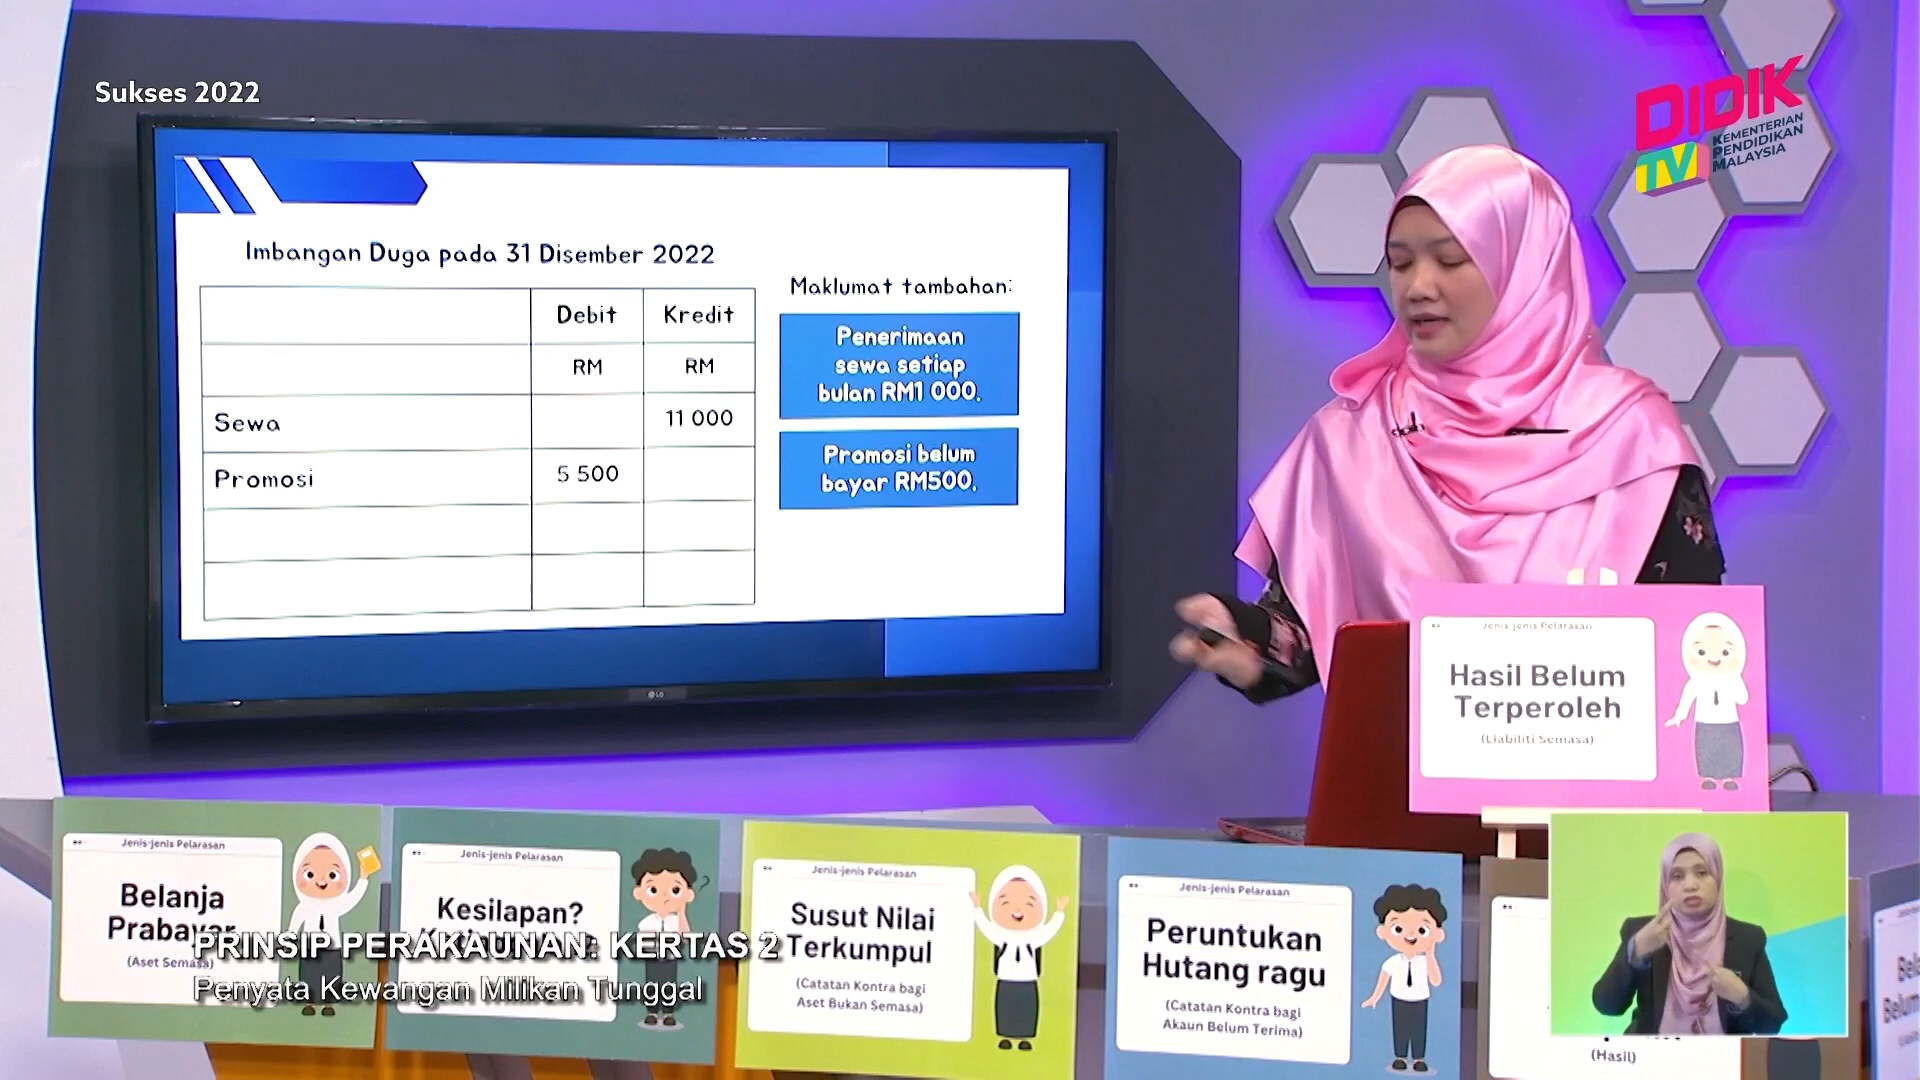 Sukses 2022
DIDIK
TV
KEMENTERIAN
PENDIDIKAN
MALAYSIA
Imbangan Duga pada 31 Disember 2022
Debit
Kredit
RM
RM
Sewa
11 000
Promosi
5 500
Maklumat tambahan:
Penerimaan
sewa setiap
bulan RM1 000.
Promosi belum
bayar RM500.
LG
Jenis-jenis Pelarasan
Hasil Belum
Terperoleh
(Liabiliti Semasa)
Jenis-jenis Pelarasan
Belanja
Prabayar
(Aset Semasa)
Jenis-jenis Pelarasan
Kesilapan?
Jenis-jenis Pelarasan
Susut Nilai
Terkumpul
(Catatan Kontra bagi
Aset Bukan Semasa)
Jenis-jenis Pelarasan
Peruntukan
Hutang ragu
(Catatan Kontra bagi
Akaun Belum Terima)
(Hasil)
PRINSIP PERAKAUNAN: KERTAS 2
Penyata Kewangan Milikan Tunggal